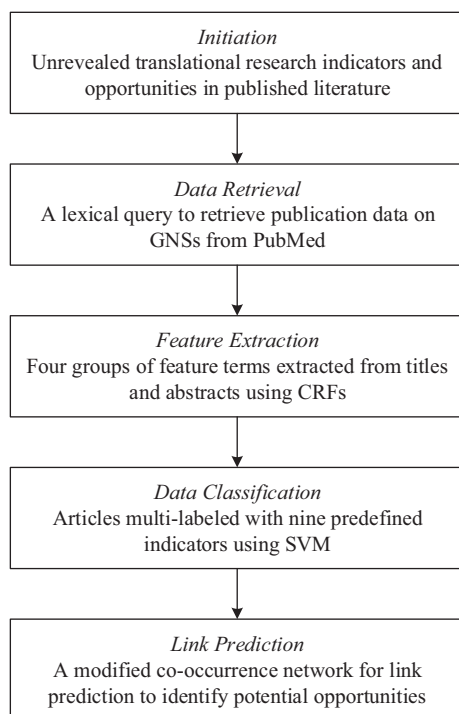 Initiation
Unrevealed translational research indicators and
opportunities in published literature
Data Retrieval
A lexical query to retrieve publication data on
GNSs from PubMed
Feature Extraction
Four groups of feature terms extracted from titles
and abstracts using CRFs
Data Classification
Articles multi-labeled with nine predefined
indicators using SVM
Link Prediction
A modified co-occurrence network for link
prediction to identify potential opportunities